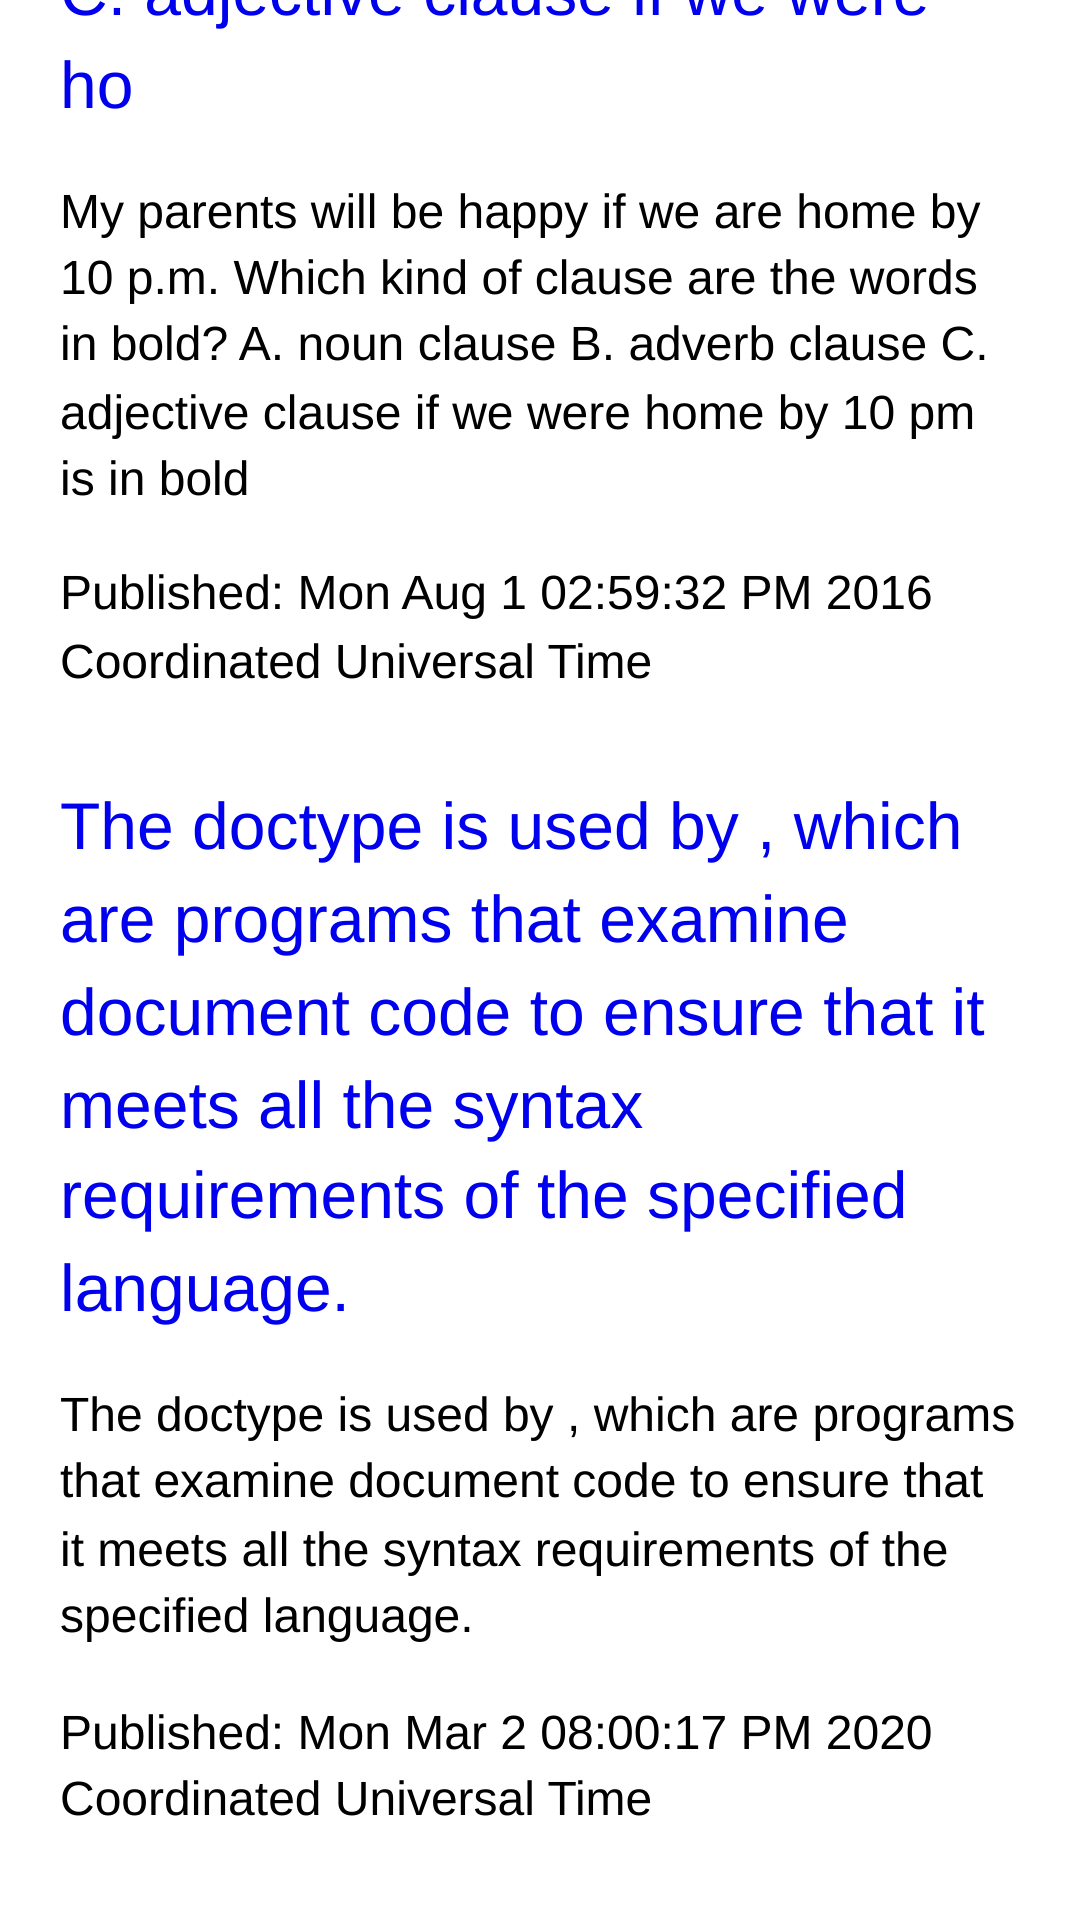 C. adjective clause if we were
ho
My parents will be happy if we are home by
10 p.m. Which kind of clause are the words
in bold? A. noun clause B. adverb clause C.
adjective clause if we were home by 10 pm
is in bold
Published: Mon Aug 1 02:59:32 PM 2016
Coordinated Universal Time
The doctype is used by , which
are programs that examine
document code to ensure that it
meets all the syntax
requirements of the specified
language.
The doctype is used by , which are programs
that examine document code to ensure that
it meets all the syntax requirements of the
specified language.
Published: Mon Mar 2 08:00:17 PM 2020
Coordinated Universal Time